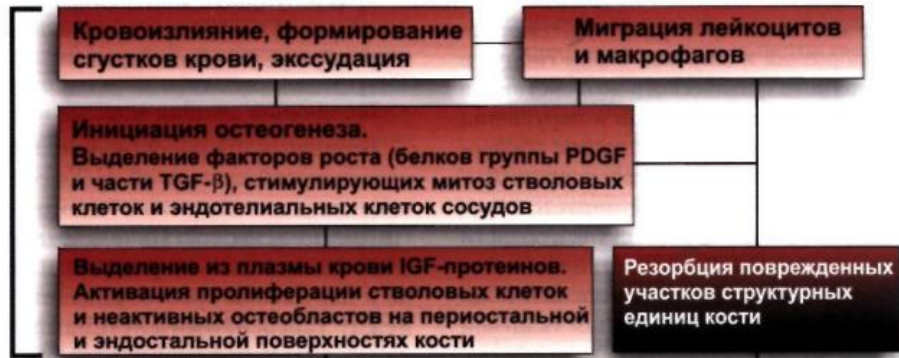 Кровоизлияние, формирование
сгустков крови, экссудация
Миграция лейкоцитов
и макрофагов
Инициация остеогенеза.
Выделение факторов роста (белков группы PDGF
и части TGF-β), стимулирующих митоз стволовых
клеток и эндотелиальных клеток сосудов
Выделение из плазмы крови IGF-протеинов.
Активация пролиферации стволовых клеток
и неактивных остеобластов на периостальной
и эндостальной поверхностях кости
Резорбция поврежденных
участков структурных
единиц кости